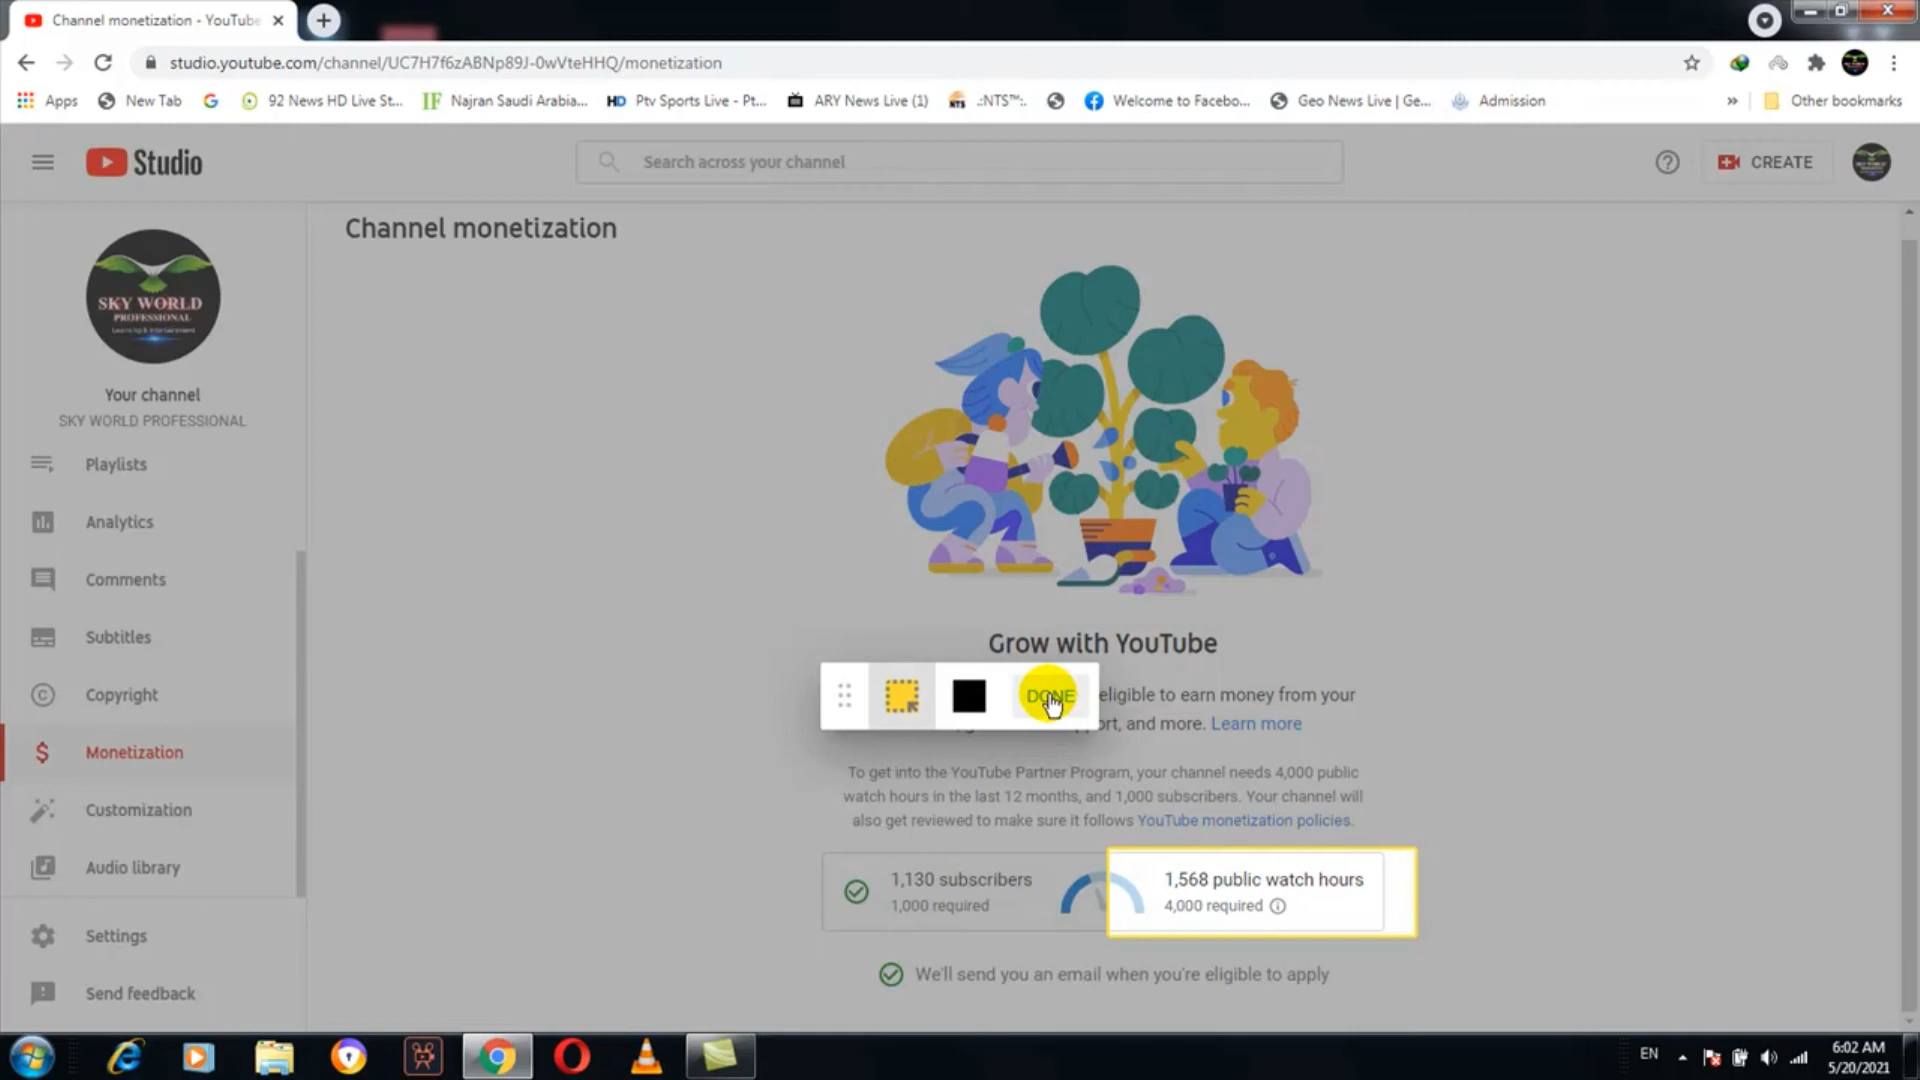 Channel monetization - YouTube
studio.youtube.com/channel/UC7H7f6zABNp89J-0wVteHHQ/monetization
Apps
New Tab
92 News HD Live St...
Najran Saudi Arabia...
Ptv Sports Live - Pt...
ARY News Live (1)
.:NTS™:.
Welcome to Facebo...
Geo News Live | Ge...
Admission
»
Other bookmarks
Studio
Search across your channel
CREATE
Channel monetization
SKY WORLD
PROFESSIONAL
Learning & Entertainment
Your channel
SKY WORLD PROFESSIONAL
Playlists
Analytics
Comments
Subtitles
Copyright
Monetization
Customization
Audio library
Settings
Send feedback
Grow with YouTube
DONE
eligible to earn money from your
ort, and more. Learn more
To get into the YouTube Partner Program, your channel needs 4,000 public
watch hours in the last 12 months, and 1,000 subscribers. Your channel will
also get reviewed to make sure it follows YouTube monetization policies.
1,130 subscribers
1,000 required
1,568 public watch hours
4,000 required
We'll send you an email when you're eligible to apply
EN
6:02 AM
5/20/2021